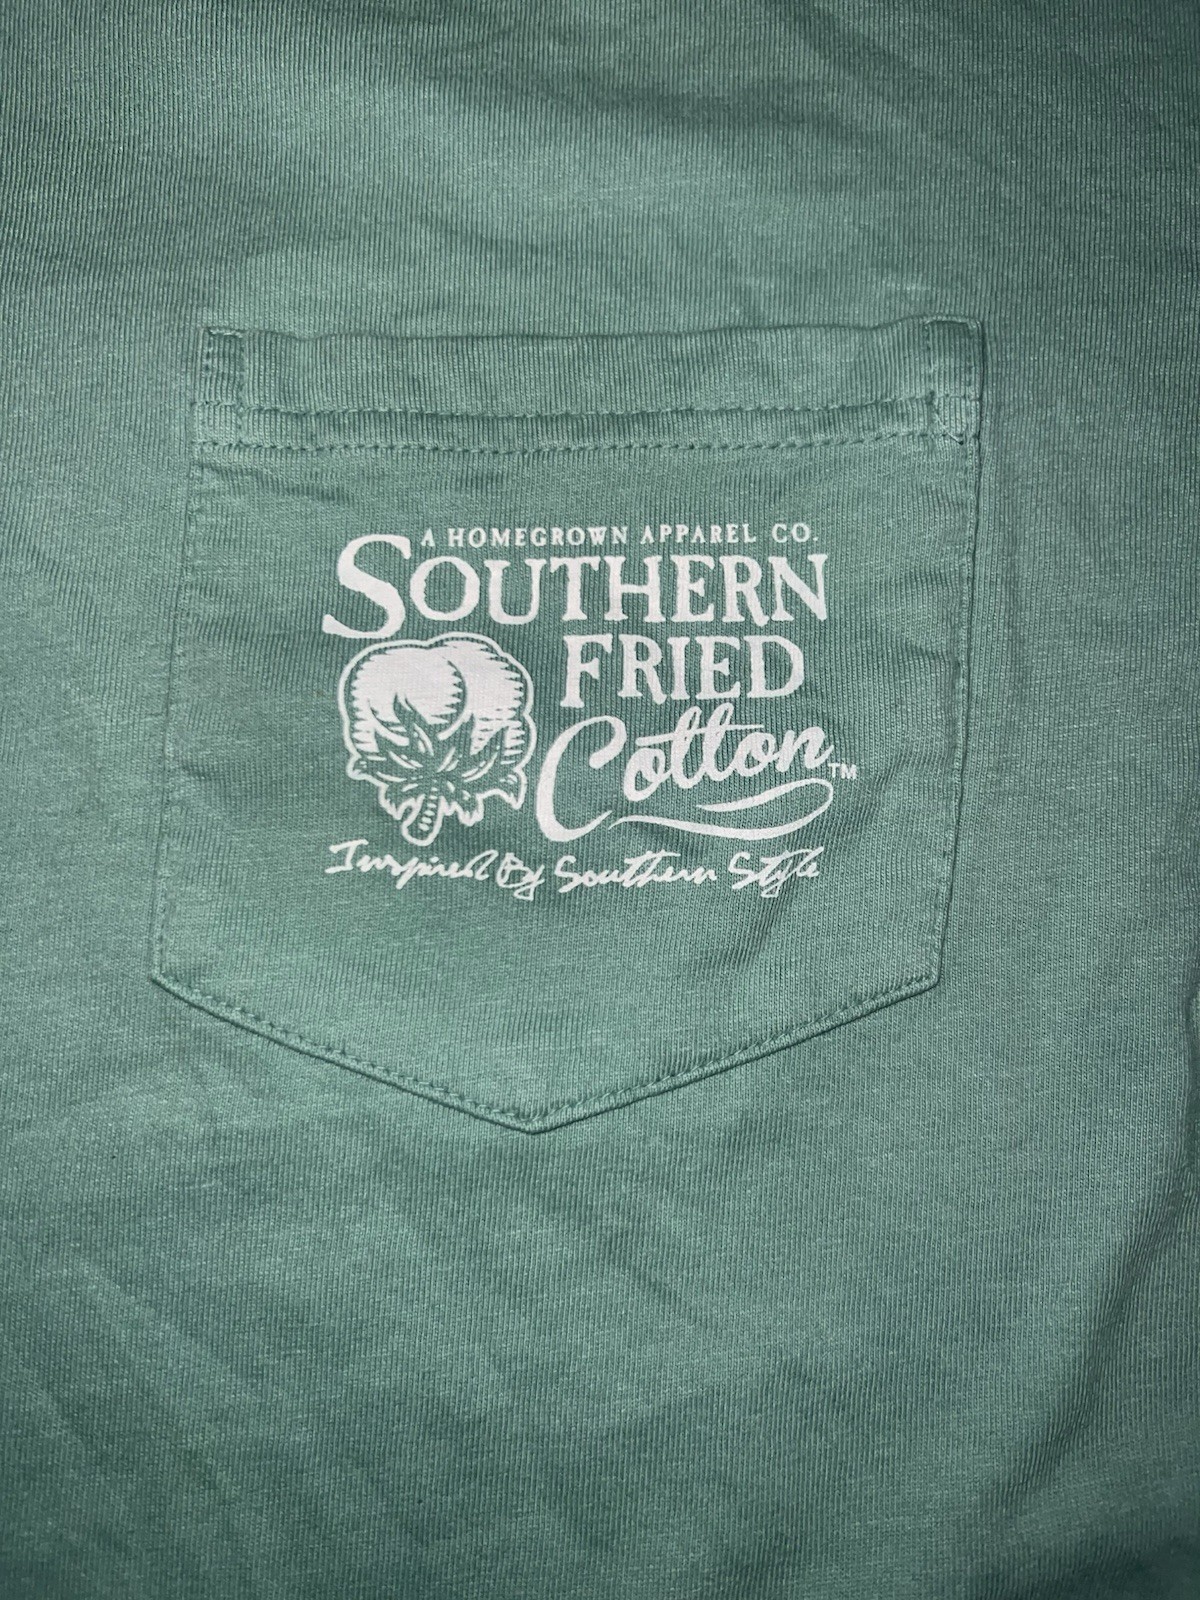 A HOMEGROWN APPAREL CO.
SOUTHERN
FRIED
Cotton™
Inspired By Southern Style